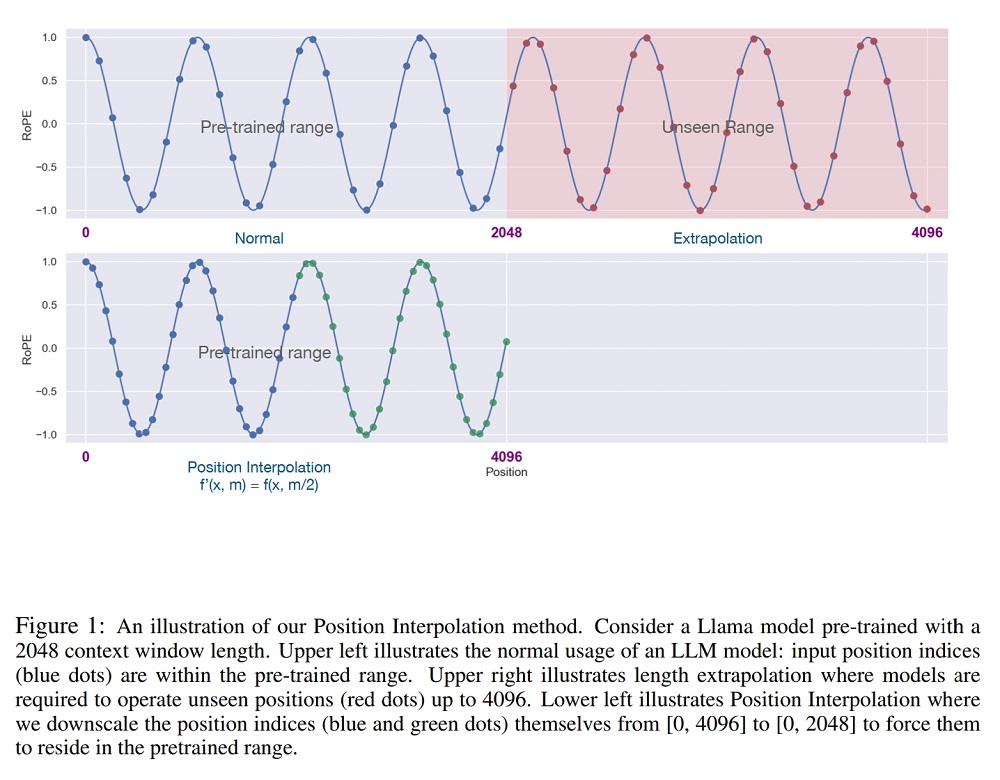 1.0
0.5
0.0
−0.5
−1.0
RoPE
Pre-trained range
Unseen Range
0
2048
4096
Normal
Extrapolation
1.0
0.5
0.0
−0.5
−1.0
RoPE
Pre-trained range
0
4096
Position
Position Interpolation
f'(x, m) = f(x, m/2)
Figure 1: An illustration of our Position Interpolation method. Consider a Llama model pre-trained with a
2048 context window length. Upper left illustrates the normal usage of an LLM model: input position indices
(blue dots) are within the pre-trained range. Upper right illustrates length extrapolation where models are
required to operate unseen positions (red dots) up to 4096. Lower left illustrates Position Interpolation where
we downscale the position indices (blue and green dots) themselves from [0, 4096] to [0, 2048] to force them
to reside in the pretrained range.